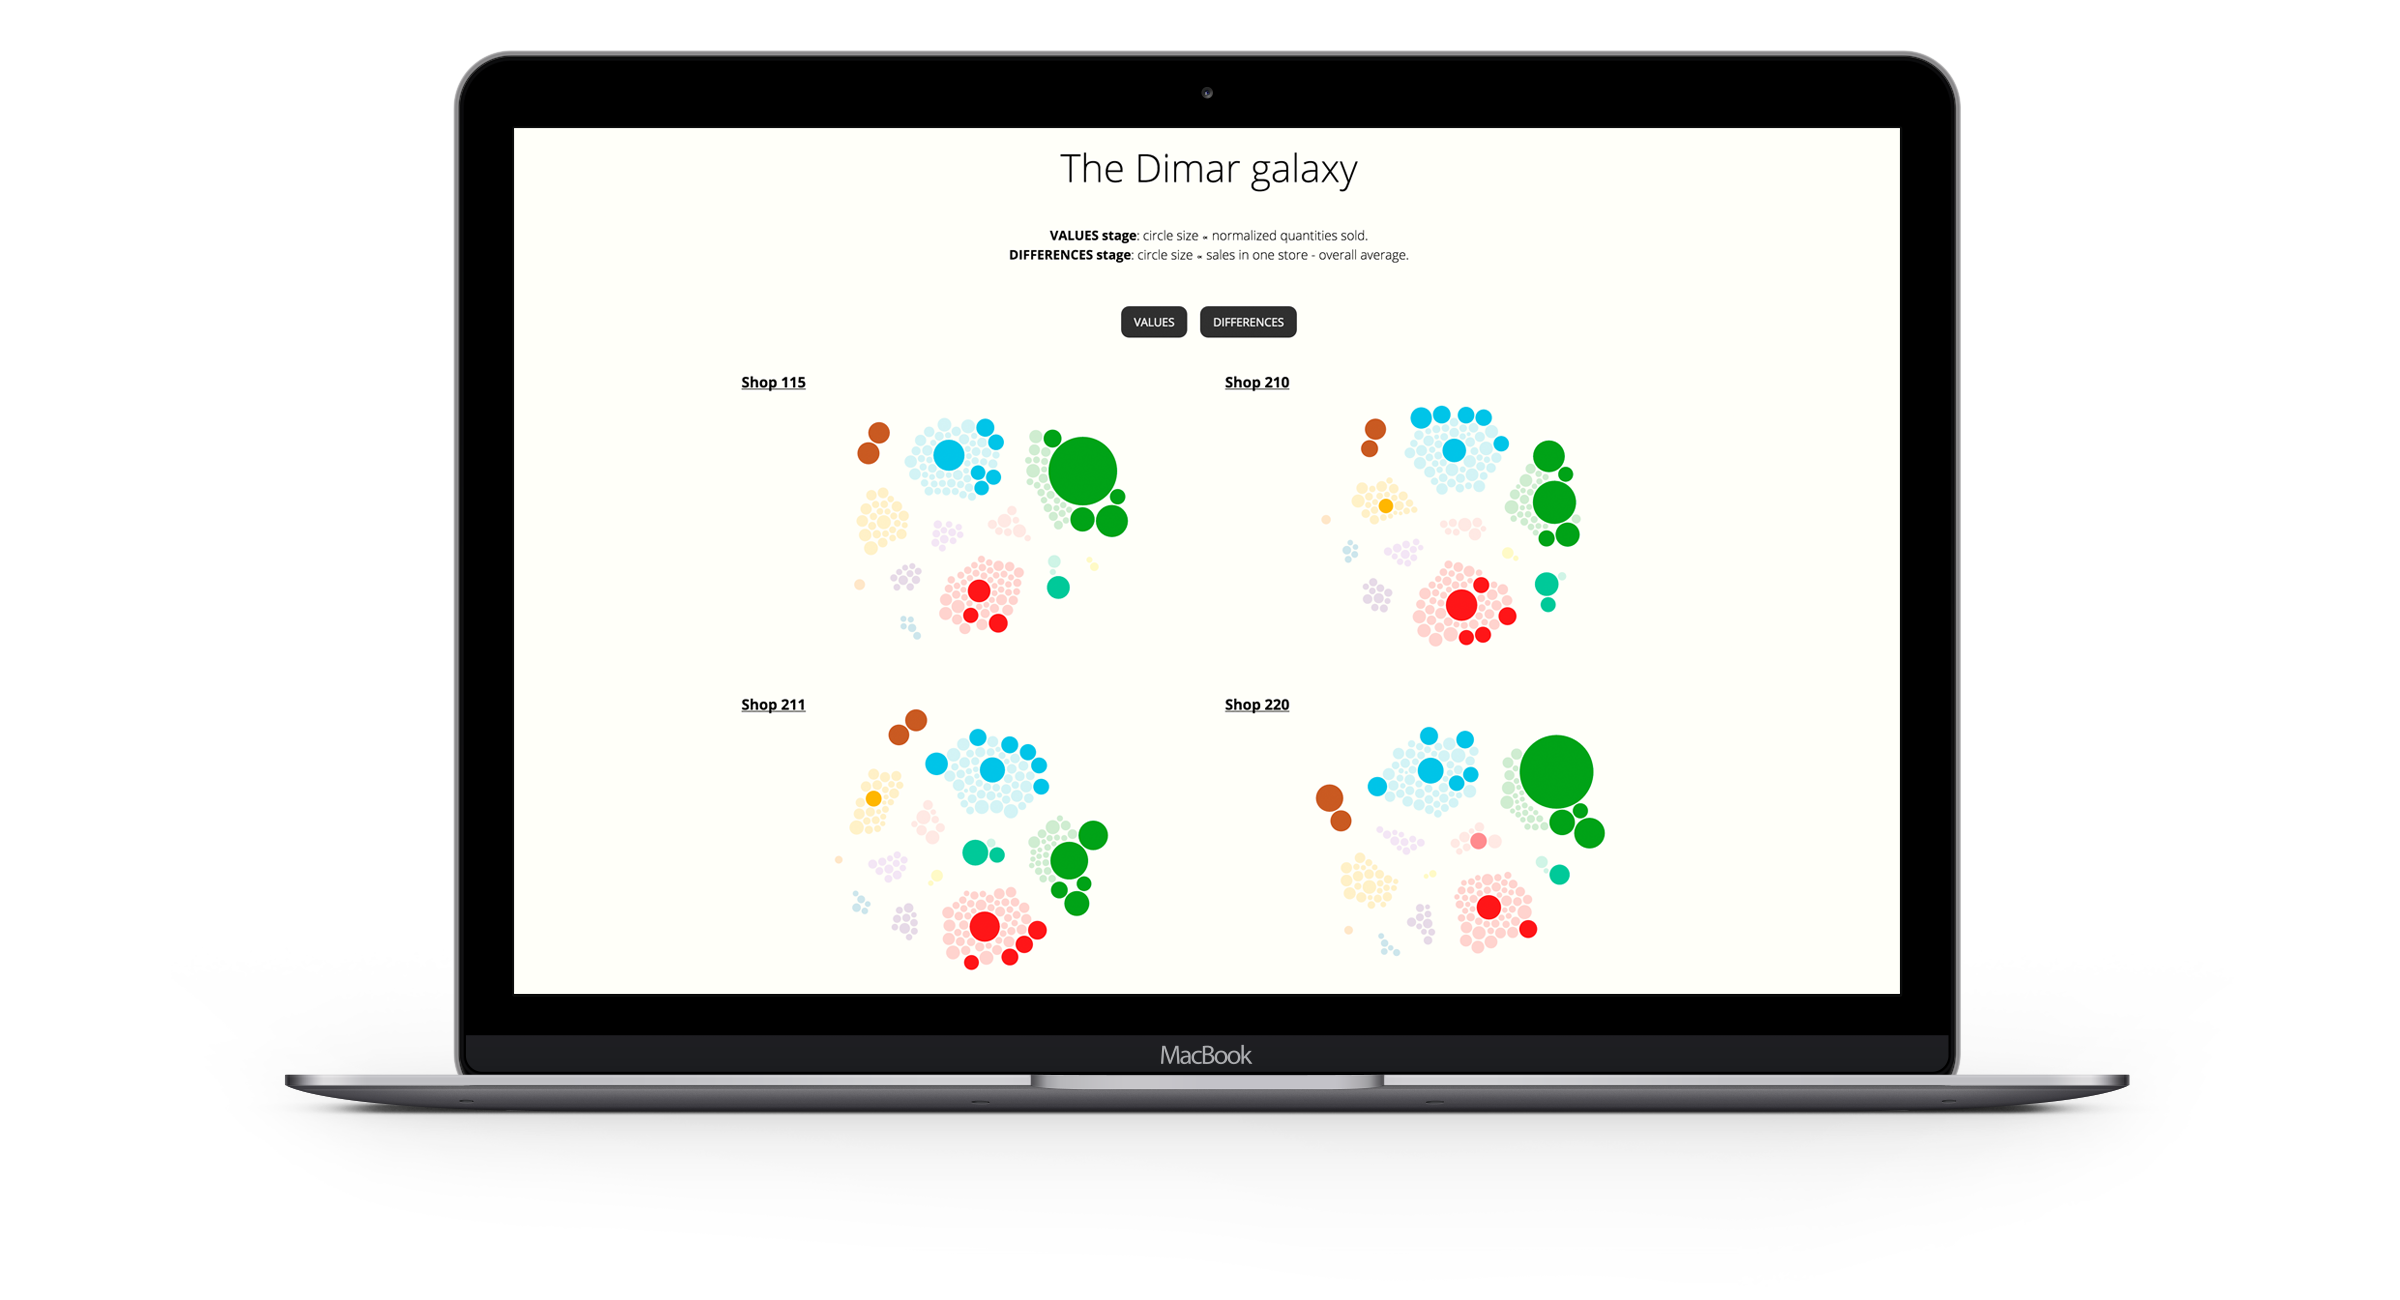 The Dimar galaxy
VALUES stage: circle size ∝ normalized quantities sold.
DIFFERENCES stage: circle size ∝ sales in one store - overall average.
VALUES DIFFERENCES
Shop 115
Shop 210
Shop 211
Shop 220
MacBook